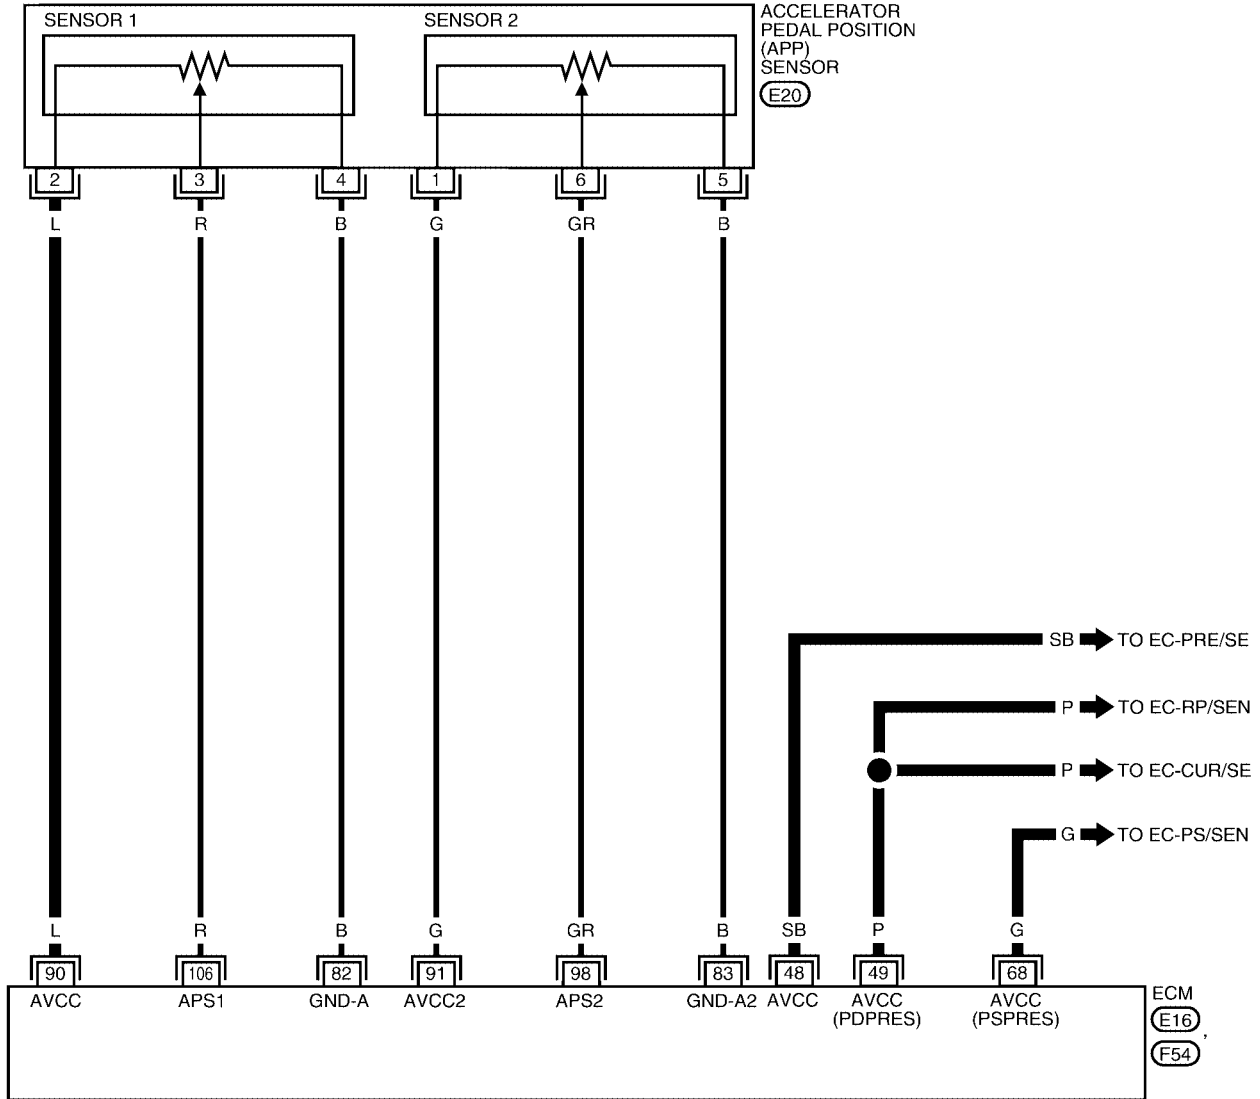 SENSOR 1
SENSOR 2
ACCELERATOR
PEDAL POSITION
(APP)
SENSOR
E20
2 3 4 1 6 5
L R B G GR B
SB TO EC-PRE/SE
P TO EC-RP/SEN
P TO EC-CUR/SE
G TO EC-PS/SEN
L R B G GR B SB P G
90 106 82 91 98 83 48 49 68
AVCC APS1 GND-A AVCC2 APS2 GND-A2 AVCC AVCC AVCC
(PDPRES) (PSPRES)
ECM
E16 ,
F54